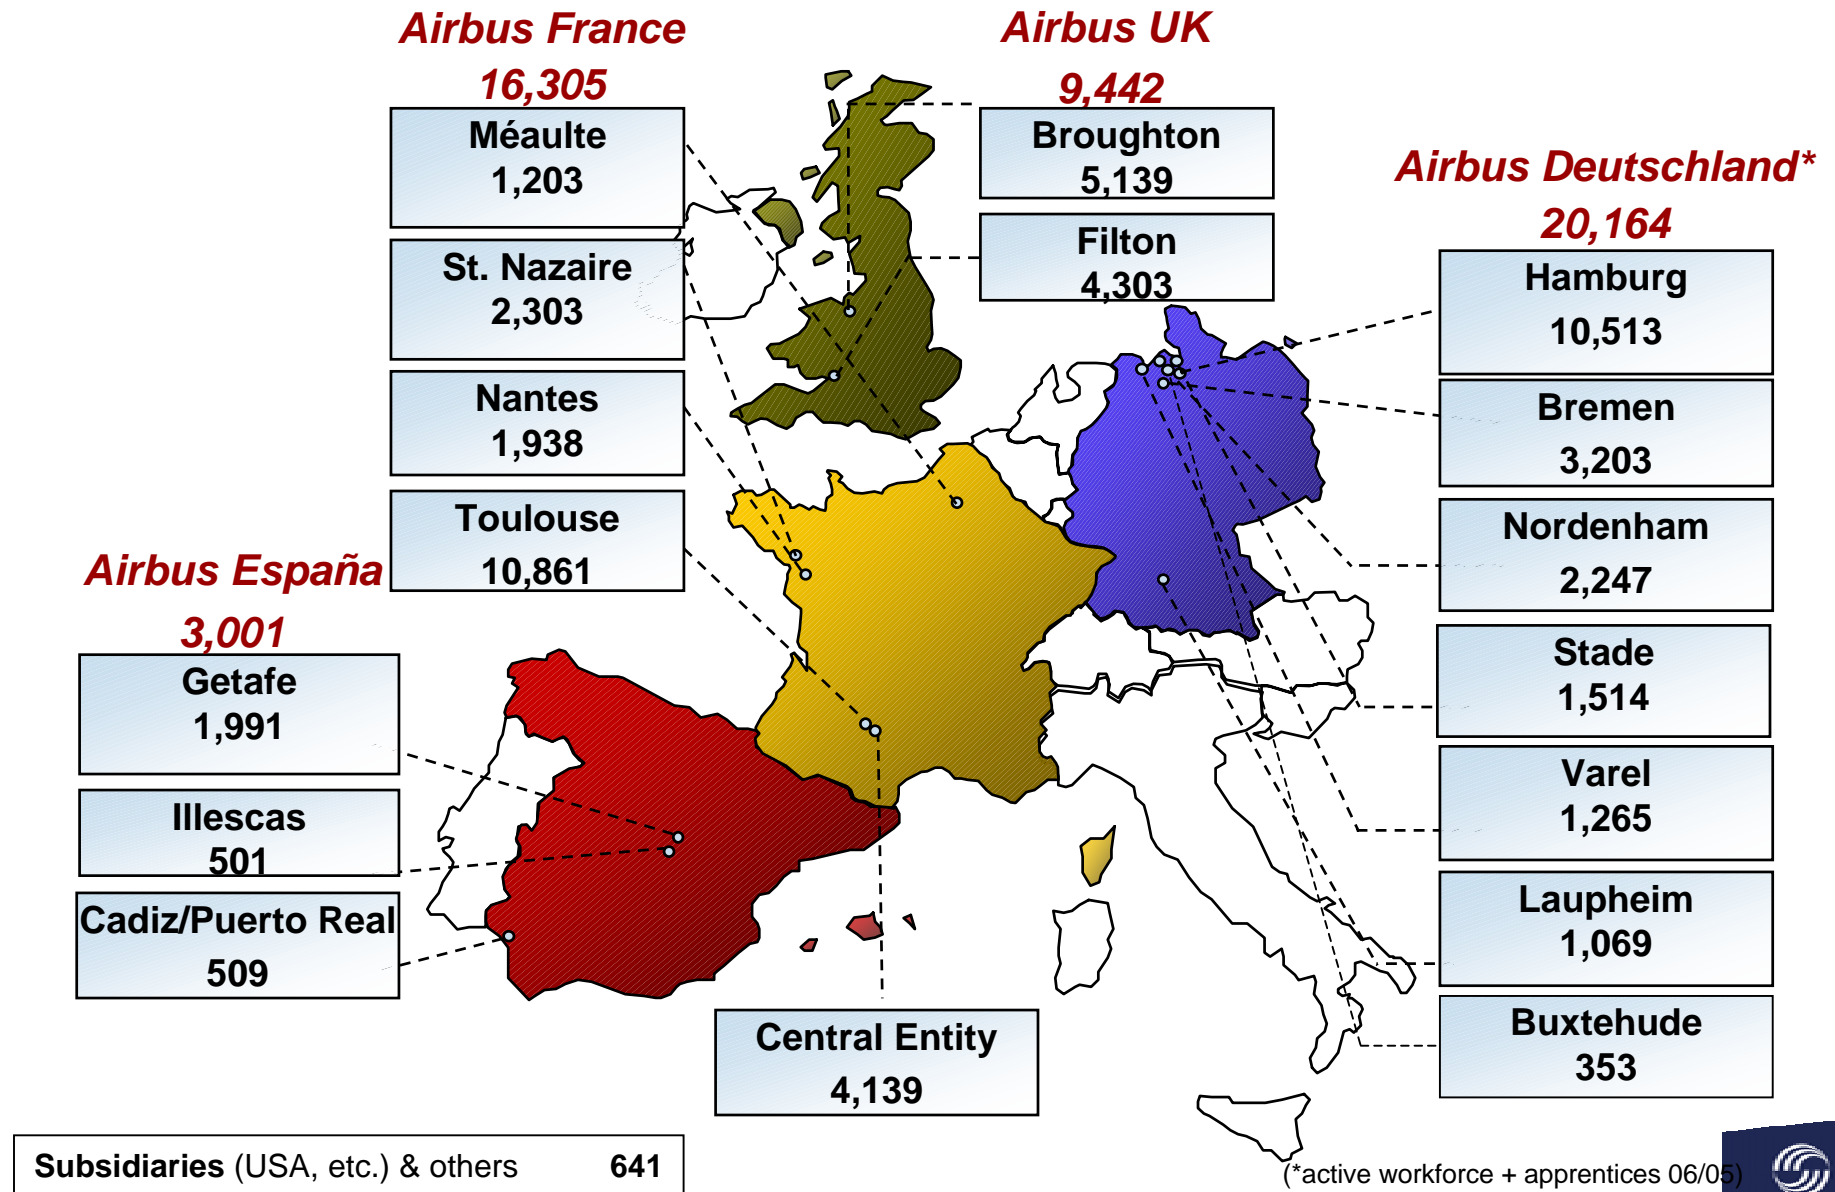 Airbus France
16,305
Méaulte
1,203
St. Nazaire
2,303
Nantes
1,938
Toulouse
10,861
Airbus UK
9,442
Broughton
5,139
Filton
4,303
Airbus Deutschland*
20,164
Hamburg
10,513
Bremen
3,203
Nordenham
2,247
Stade
1,514
Varel
1,265
Laupheim
1,069
Buxtehude
353
Airbus España
3,001
Getafe
1,991
Illescas
501
Cadiz/Puerto Real
509
Central Entity
4,139
Subsidiaries (USA, etc.) & others 641
(*active workforce + apprentices 06/05)